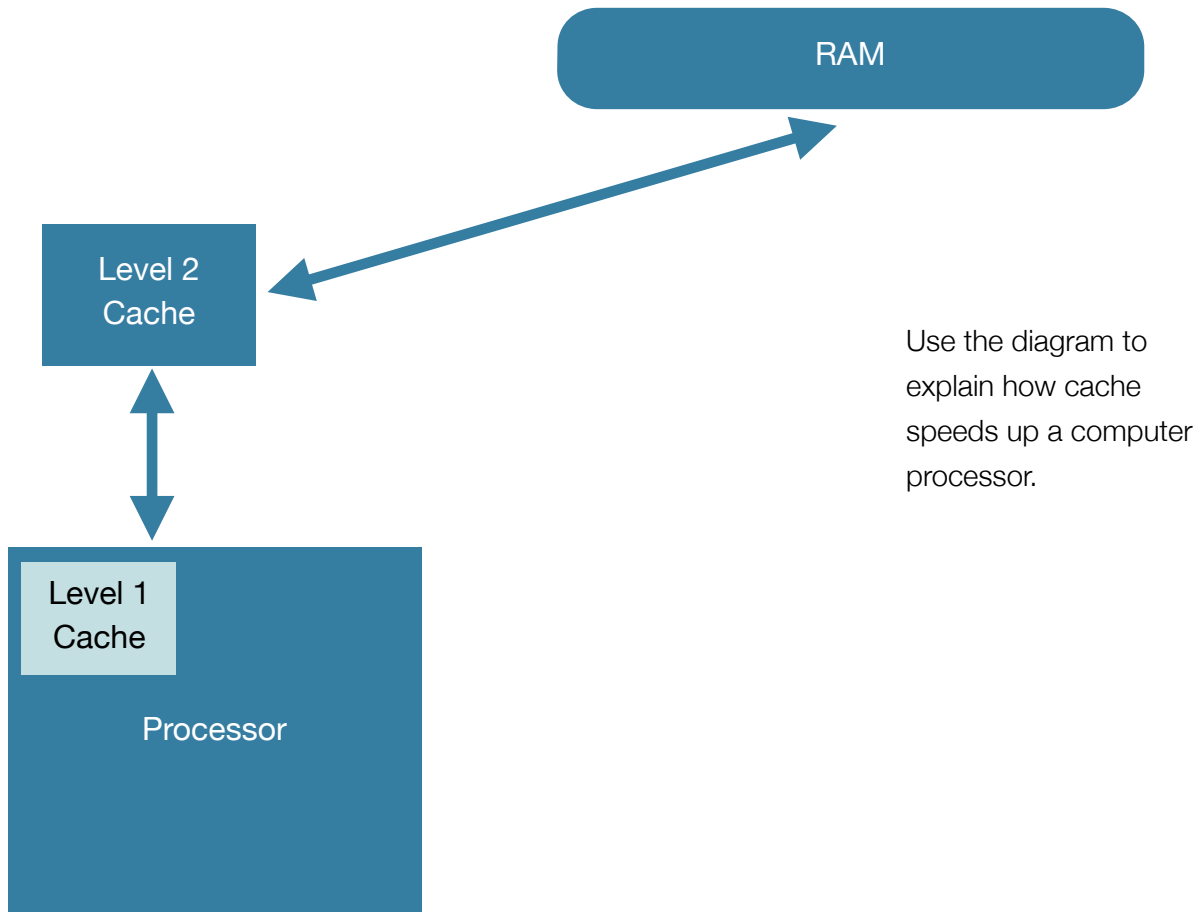 RAM
Level 2
Cache
Use the diagram to
explain how cache
speeds up a computer
processor.
Level 1
Cache
Processor